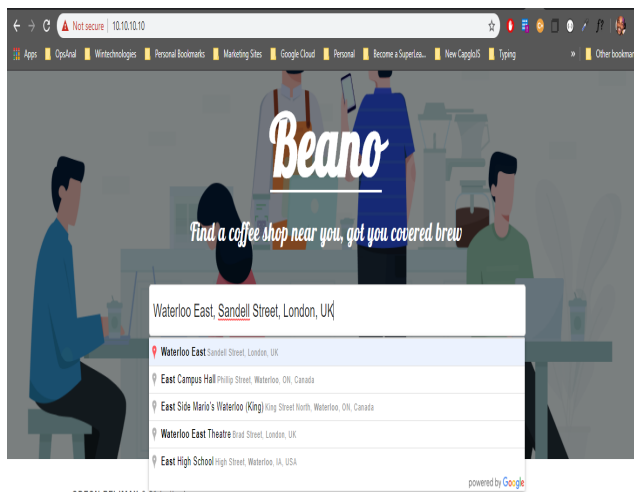 Not secure | 10.10.10.10
Apps OpsAnal Wintechnologies Personal Bookmarks Marketing Sites Google Cloud Personal Become a SuperLea... New CapgloJS Typing » Other bookmar
Beano
Find a coffee shop near you, got you covered brew
Waterloo East, Sandell Street, London, UK
Waterloo East Sandell Street, London, UK
East Campus Hall Phillip Street, Waterloo, ON, Canada
East Side Mario's Waterloo (King) King Street North, Waterloo, ON, Canada
Waterloo East Theatre Brad Street, London, UK
East High School High Street, Waterloo, IA, USA
powered by Google